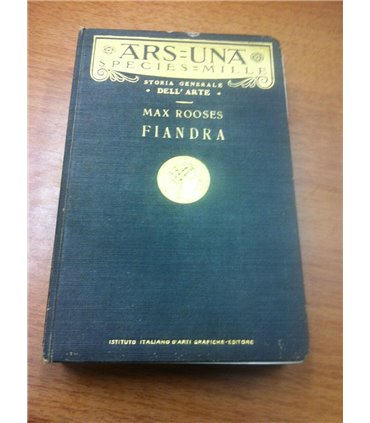 ARS=UNA
SPECIES=MILLE
STORIA GENERALE
• DELL'ARTE •
MAX ROOSES
FIANDRA
ISTITUTO ITALIANO D'ARTI GRAFICHE-EDITORE